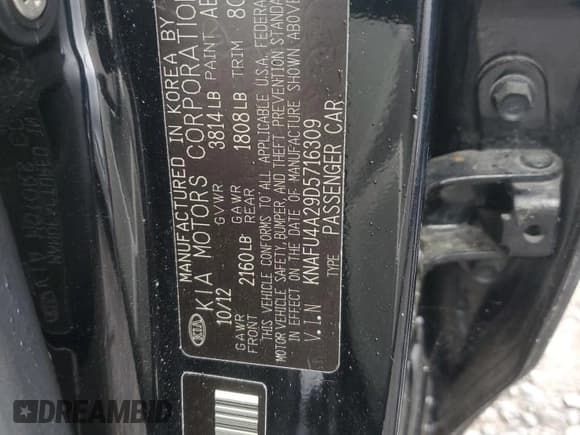 MANUFACTURED IN KOREA BY
KIA MOTORS CORPORATION
10/12 GVWR 3814LB PAINT
GAWR FRONT 2160LB GAWR REAR 1808LB TRIM
THIS VEHICLE CONFORMS TO ALL APPLICABLE U.S.A. FEDERAL
MOTOR VEHICLE SAFETY, BUMPER, AND THEFT PREVENTION STANDA
IN EFFECT ON THE DATE OF MANUFACTURE SHOWN ABOVE
V.I.N KNAFU4A29D5716309
TYPE PASSENGER CAR
KIA
DREAMBID